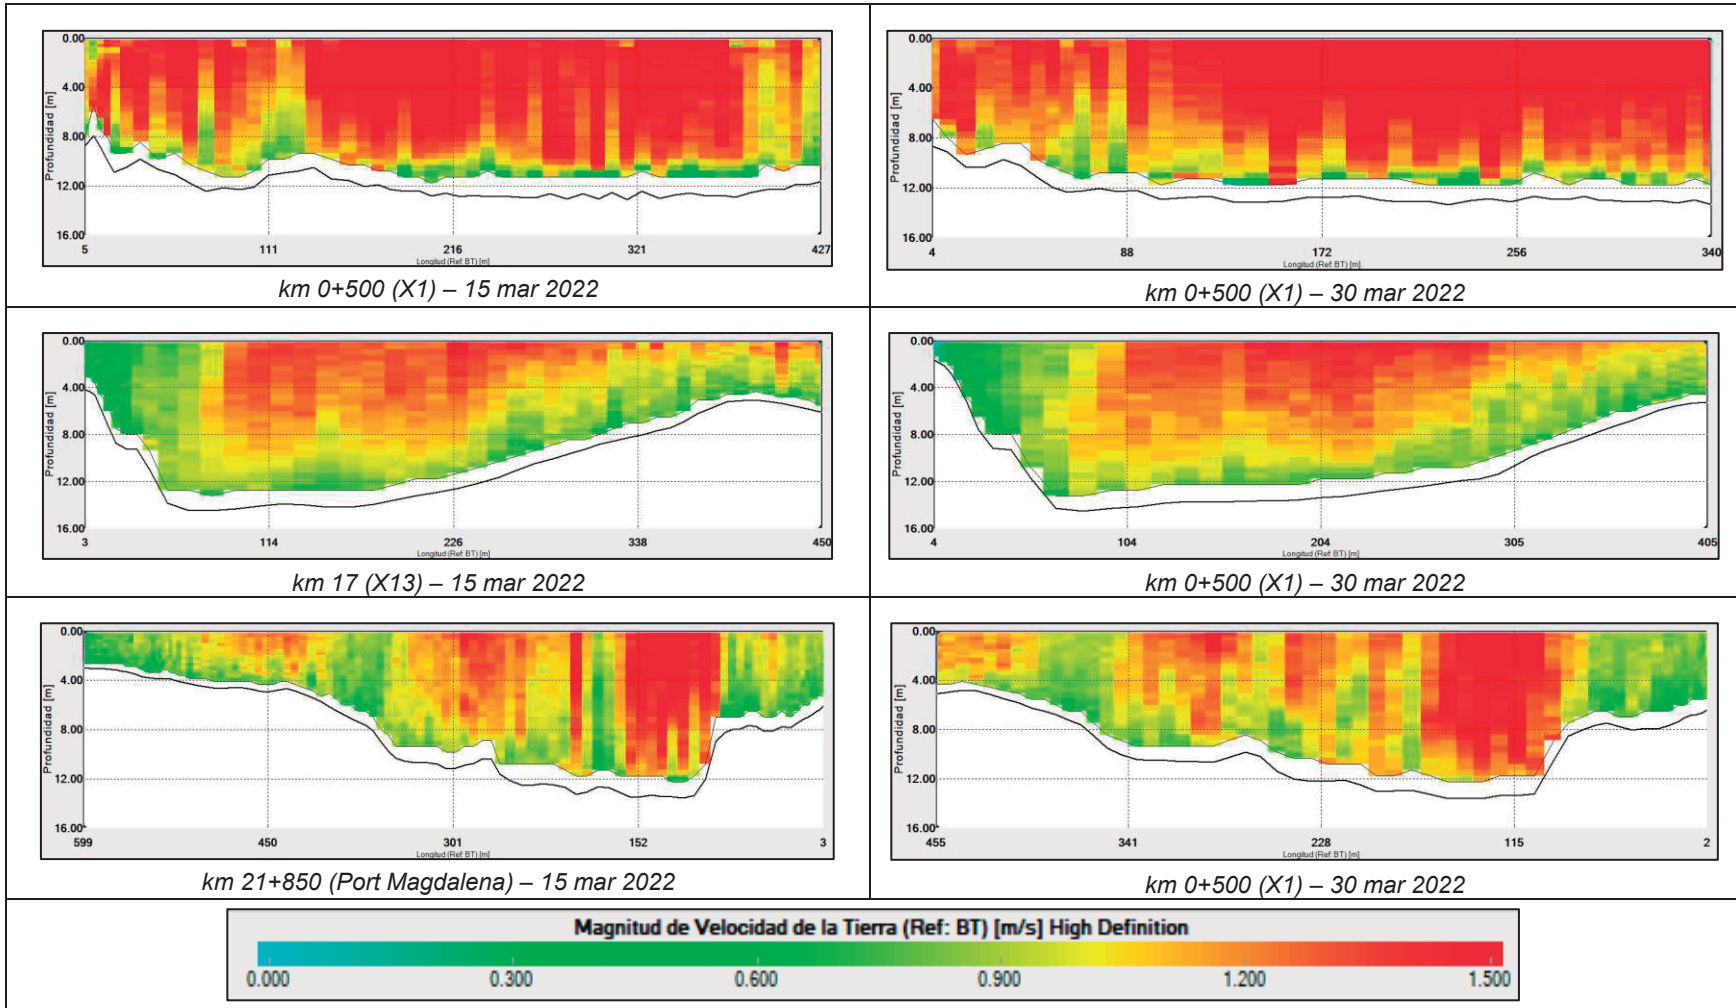 0.00
4.00
8.00
12.00
16.00
Profundidad [m]
5 111 216 321 427
Longitud (Ref: BT) [m]
km 0+500 (X1) – 15 mar 2022
0.00
4.00
8.00
12.00
16.00
Profundidad [m]
4 88 172 256 340
Longitud (Ref: BT) [m]
km 0+500 (X1) – 30 mar 2022
0.00
4.00
8.00
12.00
16.00
Profundidad [m]
3 114 226 338 450
Longitud (Ref: BT) [m]
km 17 (X13) – 15 mar 2022
0.00
4.00
8.00
12.00
16.00
Profundidad [m]
4 104 204 305 405
Longitud (Ref: BT) [m]
km 0+500 (X1) – 30 mar 2022
0.00
4.00
8.00
12.00
16.00
Profundidad [m]
599 450 301 152 3
Longitud (Ref: BT) [m]
km 21+850 (Port Magdalena) – 15 mar 2022
0.00
4.00
8.00
12.00
16.00
Profundidad [m]
455 341 228 115 2
Longitud (Ref: BT) [m]
km 0+500 (X1) – 30 mar 2022
Magnitud de Velocidad de la Tierra (Ref: BT) [m/s] High Definition
0.000 0.300 0.600 0.900 1.200 1.500